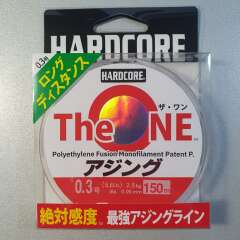 HARDCORE
0.3号
ロング
ディスタンス
HARDCORE®
The ONE
ザ・ワン
Polyethylene Fusion Monofilament Patent P.
アジング
0.3号
150m
絶対感度。最強アジングライン